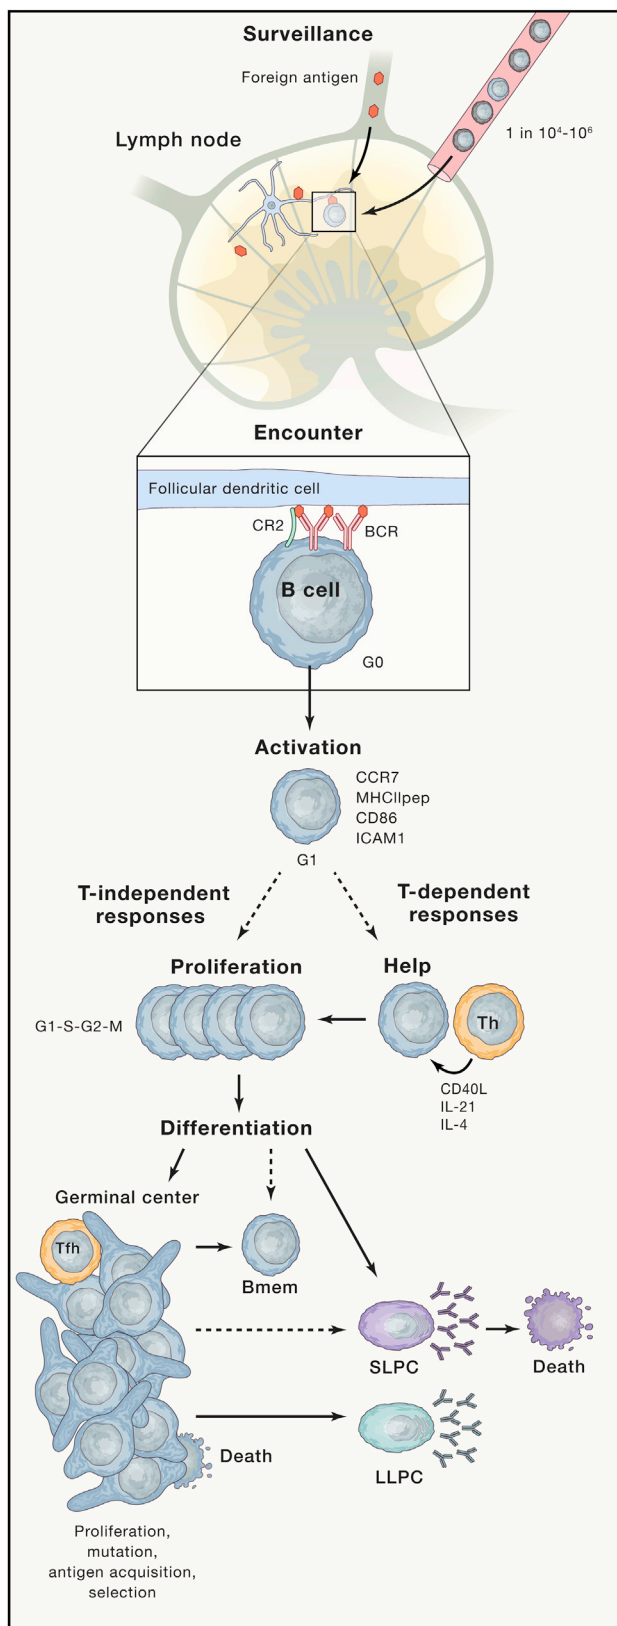 Surveillance
Foreign antigen
1 in 10⁴-10⁶
Lymph node
Encounter
Follicular dendritic cell
CR2
BCR
B cell
G0
Activation
CCR7
MHCIIpep
CD86
ICAM1
G1
T-independent
responses
T-dependent
responses
Proliferation
Help
G1-S-G2-M
Th
CD40L
IL-21
IL-4
Differentiation
Germinal center
Tfh
Bmem
SLPC
Death
Death
LLPC
Proliferation,
mutation,
antigen acquisition,
selection